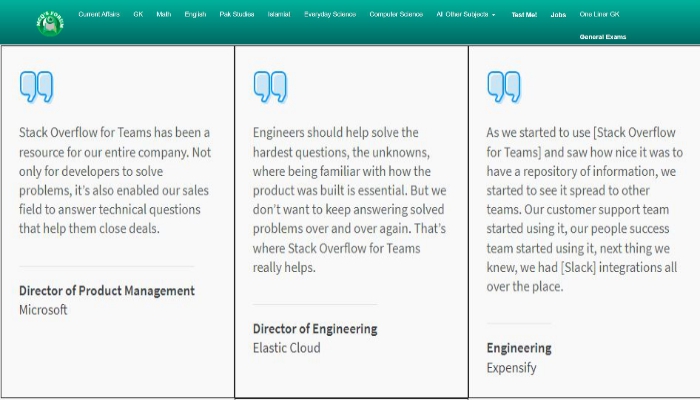 Current Affairs GK Math English Pak Studies Islamiat Everyday Science Computer Science All Other Subjects Test Me! Jobs One Liner GK
General Exams
Stack Overflow for Teams has been a
resource for our entire company. Not
only for developers to solve
problems, it's also enabled our sales
field to answer technical questions
that help them close deals.
Director of Product Management
Microsoft
Engineers should help solve the
hardest questions, the unknowns,
where being familiar with how the
product was built is essential. But we
don't want to keep answering solved
problems over and over again. That's
where Stack Overflow for Teams
really helps.
Director of Engineering
Elastic Cloud
As we started to use [Stack Overflow
for Teams] and saw how nice it was to
have a repository of information, we
started to see it spread to other
teams. Our customer support team
started using it, our people success
team started using it, next thing we
knew, we had [Slack] integrations all
over the place.
Engineering
Expensify